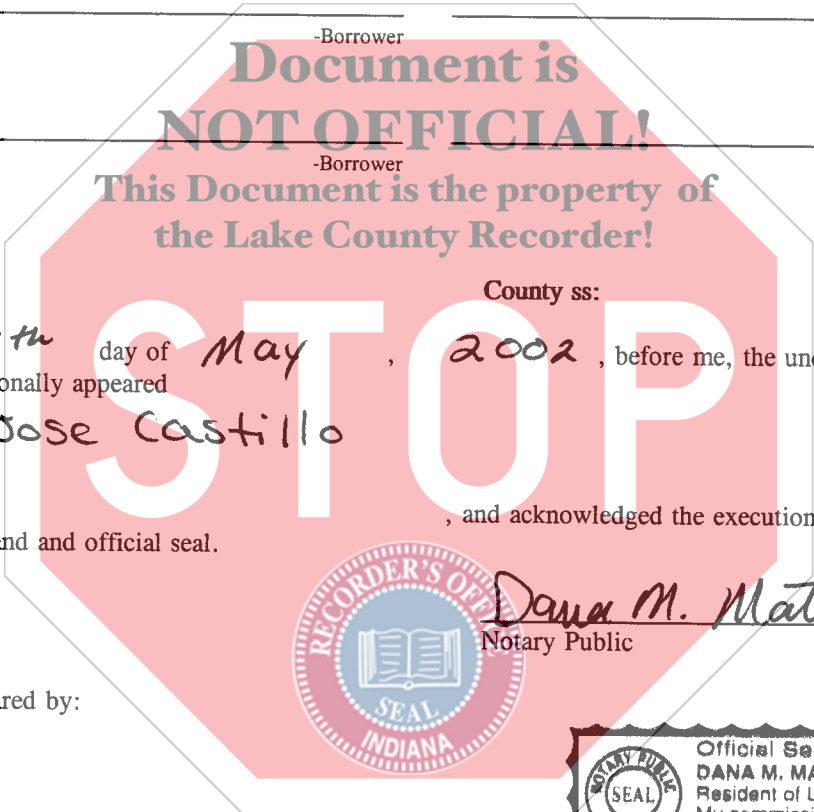 -Borrower
Document is
NOT OFFICIAL!
-Borrower
This Document is the property of
the Lake County Recorder!
County ss:
th day of May , 2002 , before me, the un
onally appeared
Jose Castillo
STOP
, and acknowledged the execution
nd and official seal.
RECORDER'S OFFICE
SEAL
INDIANA
Dana M. Mat
Notary Public
red by:
NOTARY PUBLIC
SEAL
Official Se
DANA M. MA
Resident of L
My commissi